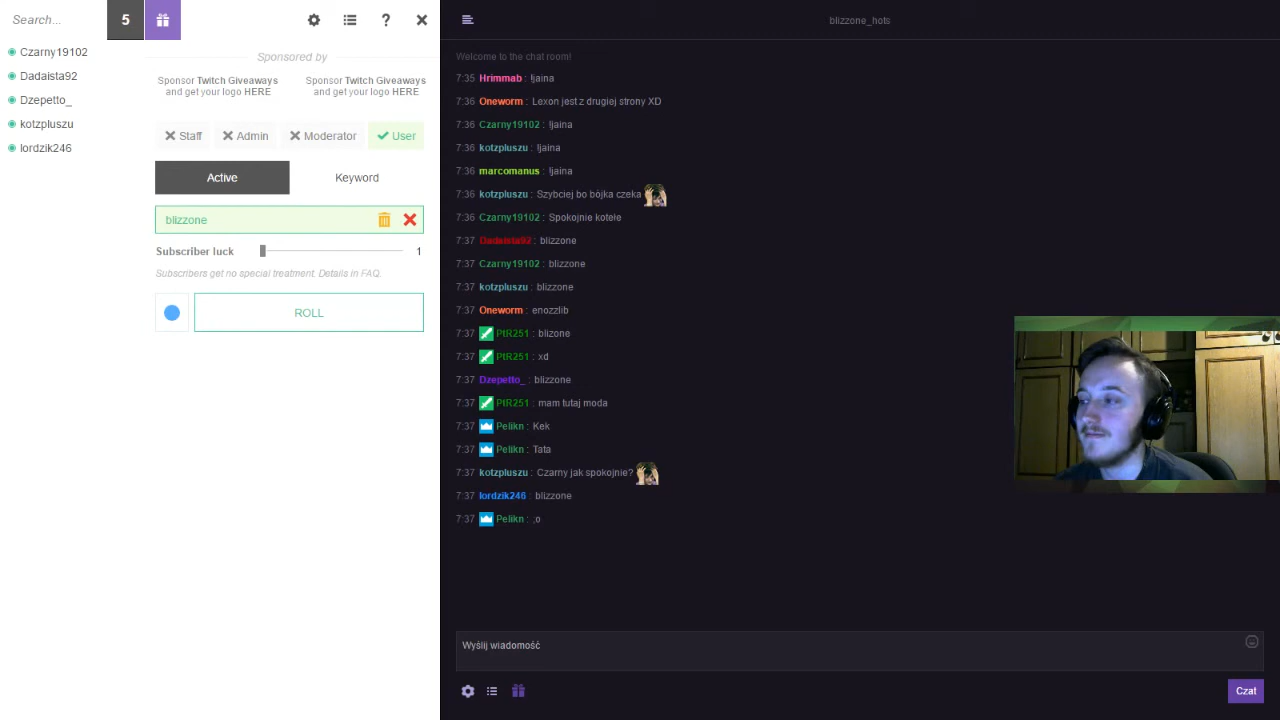 Search...
5
Czarny19102
Dadaista92
Dzepetto_
kotzpluszu
lordzik246
Sponsored by
Sponsor Twitch Giveaways
and get your logo HERE
Sponsor Twitch Giveaways
and get your logo HERE
Staff Admin Moderator User
Active Keyword
blizzone
Subscriber luck 1
Subscribers get no special treatment. Details in FAQ.
ROLL
blizzone_hots
Welcome to the chat room!
7:35 Hrimmab : !jaina
7:36 Oneworm : Lexon jest z drugiej strony XD
7:36 Czarny19102 : !jaina
7:36 kotzpluszu : !jaina
7:36 marcomanus : !jaina
7:36 kotzpluszu : Szybciej bo bójka czeka
7:36 Czarny19102 : Spokojnie kotełe
7:37 Dadaista92 : blizzone
7:37 Czarny19102 : blizzone
7:37 kotzpluszu : blizzone
7:37 Oneworm : enozzlib
7:37 PtR251 : blizone
7:37 PtR251 : xd
7:37 Dzepetto_ : blizzone
7:37 PtR251 : mam tutaj moda
7:37 Pelikn : Kek
7:37 Pelikn : Tata
7:37 kotzpluszu : Czarny jak spokojnie?
7:37 lordzik246 : blizzone
7:37 Pelikn : ;o
Wyślij wiadomość
Czat